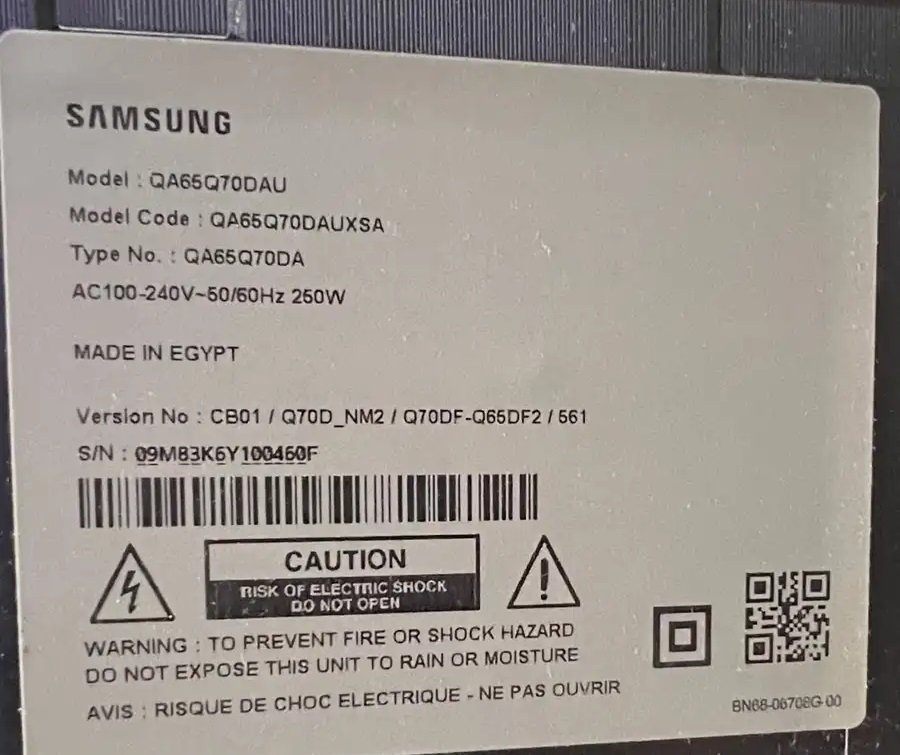 SAMSUNG
Model : QA65Q70DAU
Model Code : QA65Q70DAUXSA
Type No. : QA65Q70DA
AC100-240V~50/60Hz 250W
MADE IN EGYPT
Version No : CB01 / Q70D_NM2 / Q70DF-Q65DF2 / 561
S/N : 09M83K6Y100460F
CAUTION
RISK OF ELECTRIC SHOCK
DO NOT OPEN
WARNING : TO PREVENT FIRE OR SHOCK HAZARD
DO NOT EXPOSE THIS UNIT TO RAIN OR MOISTURE
AVIS : RISQUE DE CHOC ELECTRIQUE - NE PAS OUVRIR
BN68-06708G-00